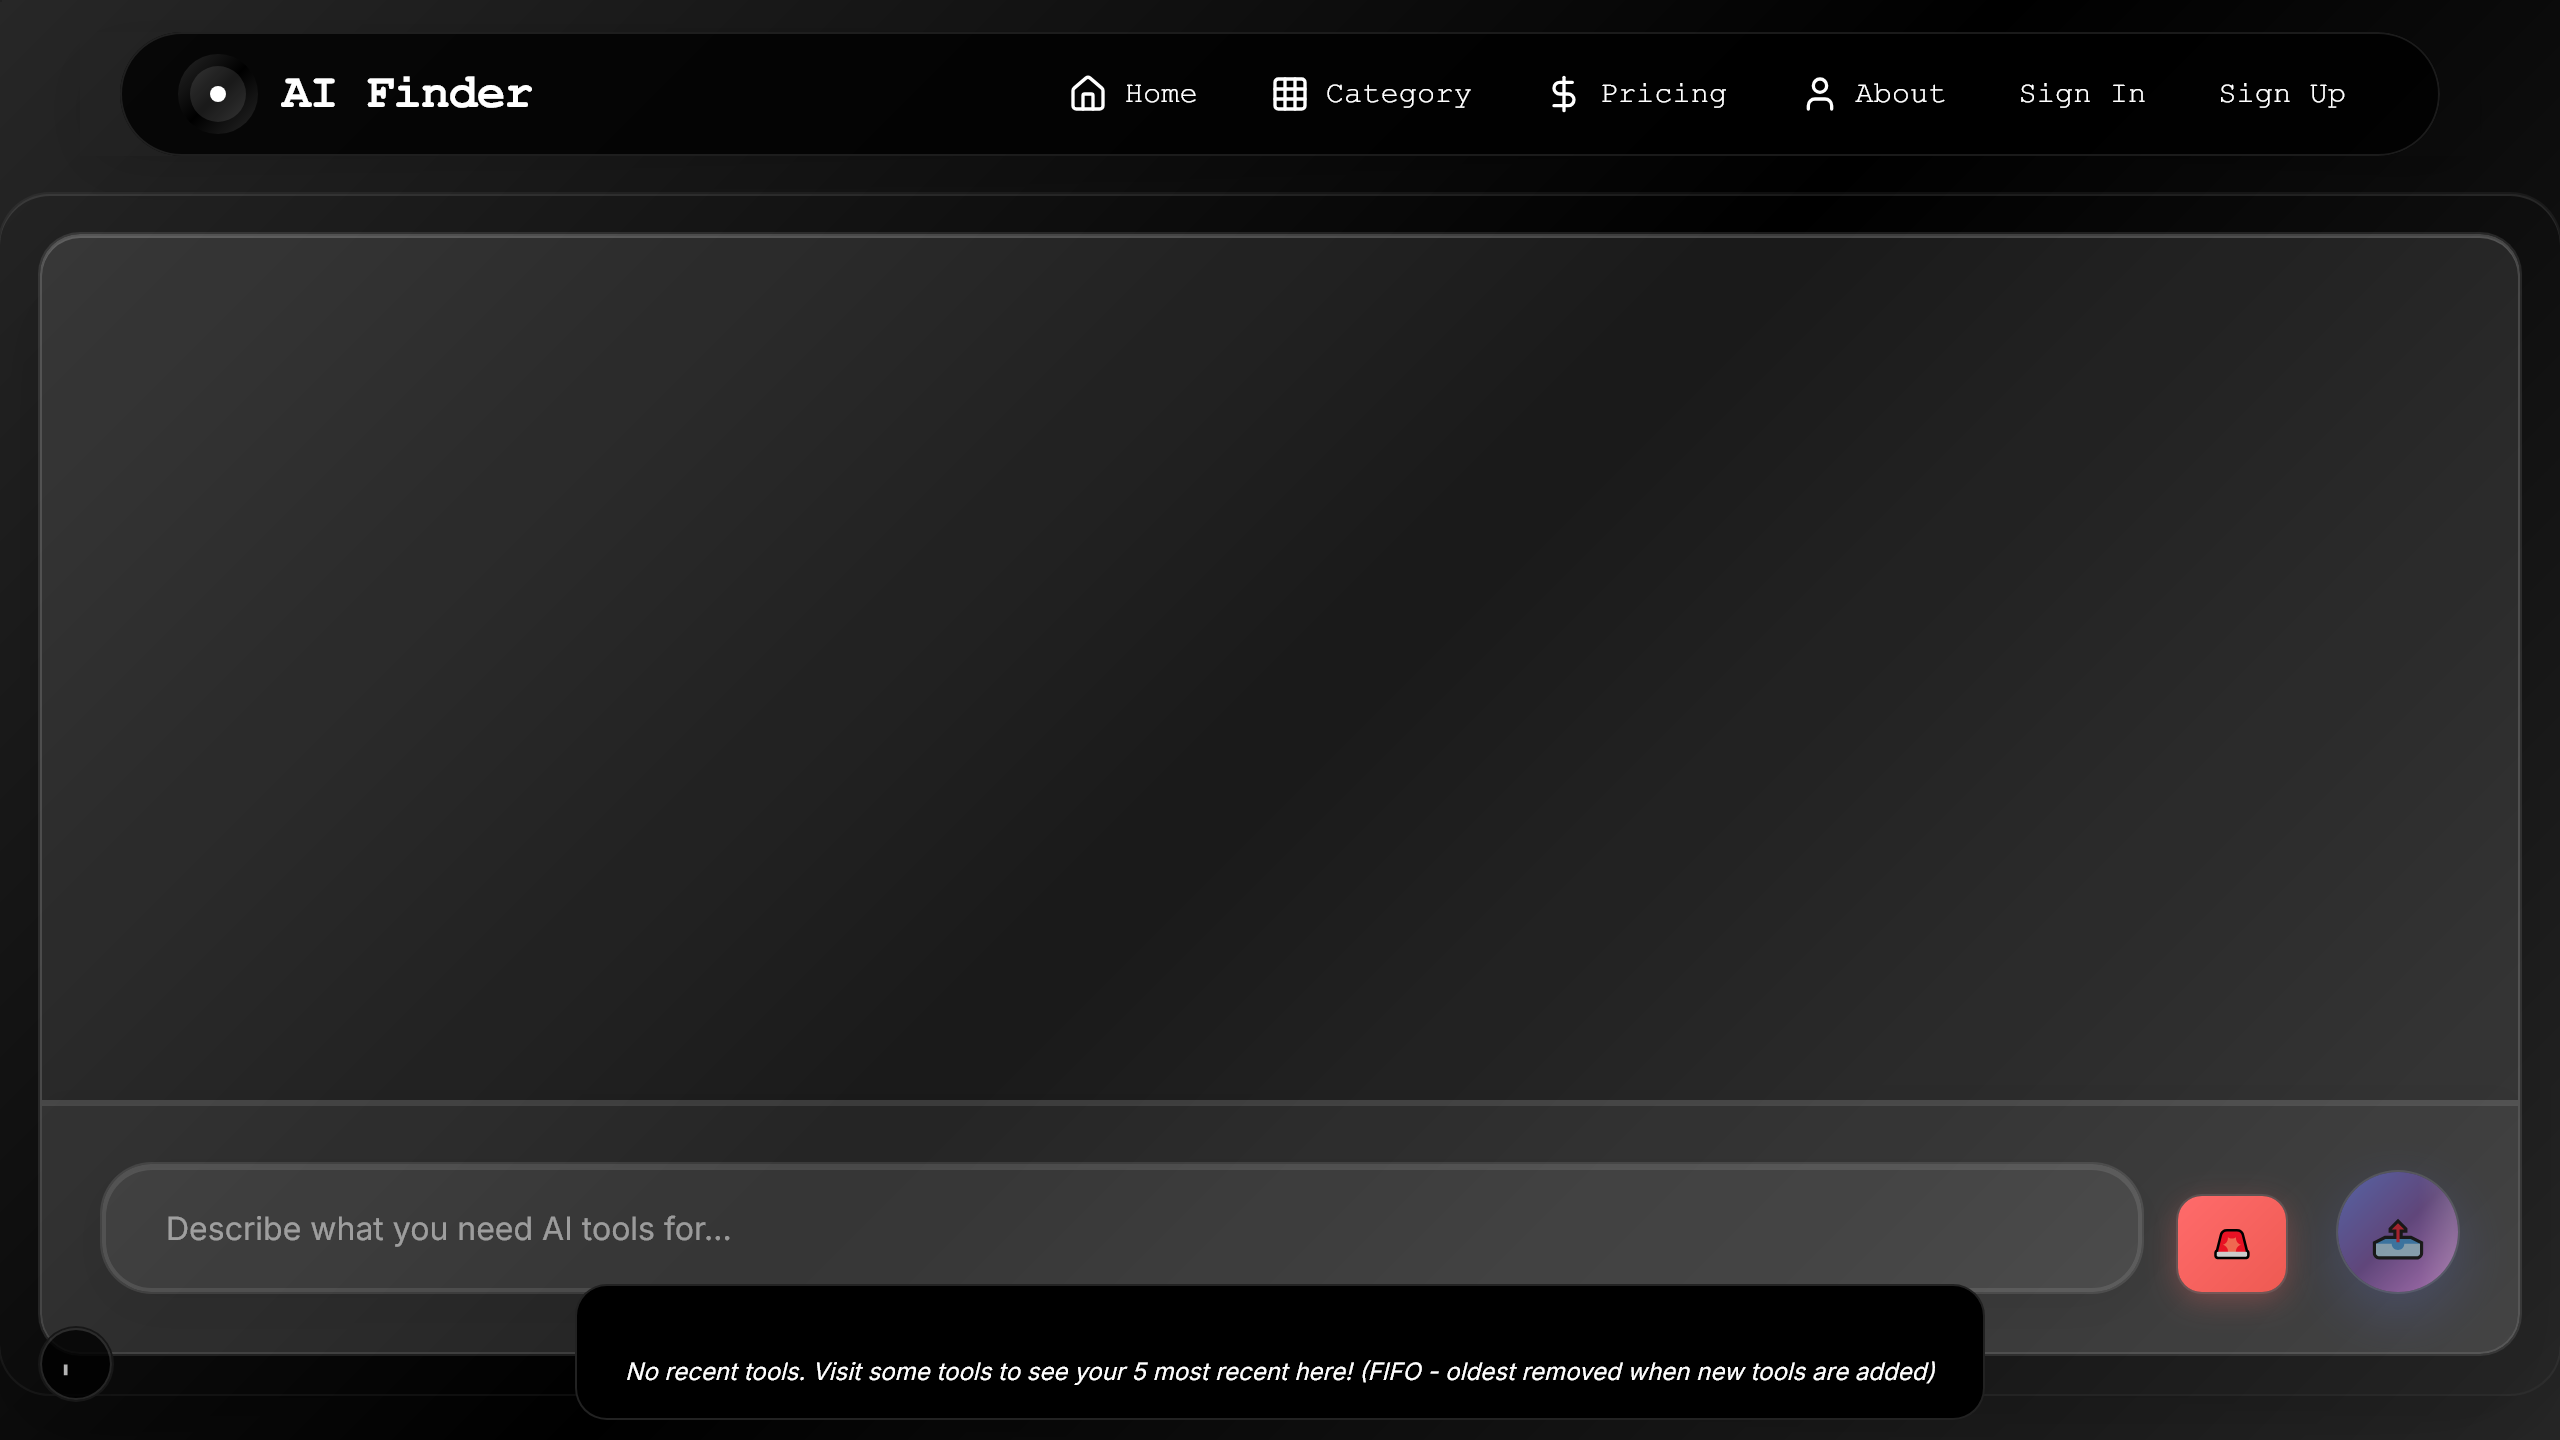 AI Finder
Home
Category
Pricing
About
Sign In
Sign Up
Describe what you need AI tools for...
No recent tools. Visit some tools to see your 5 most recent here! (FIFO - oldest removed when new tools are added)